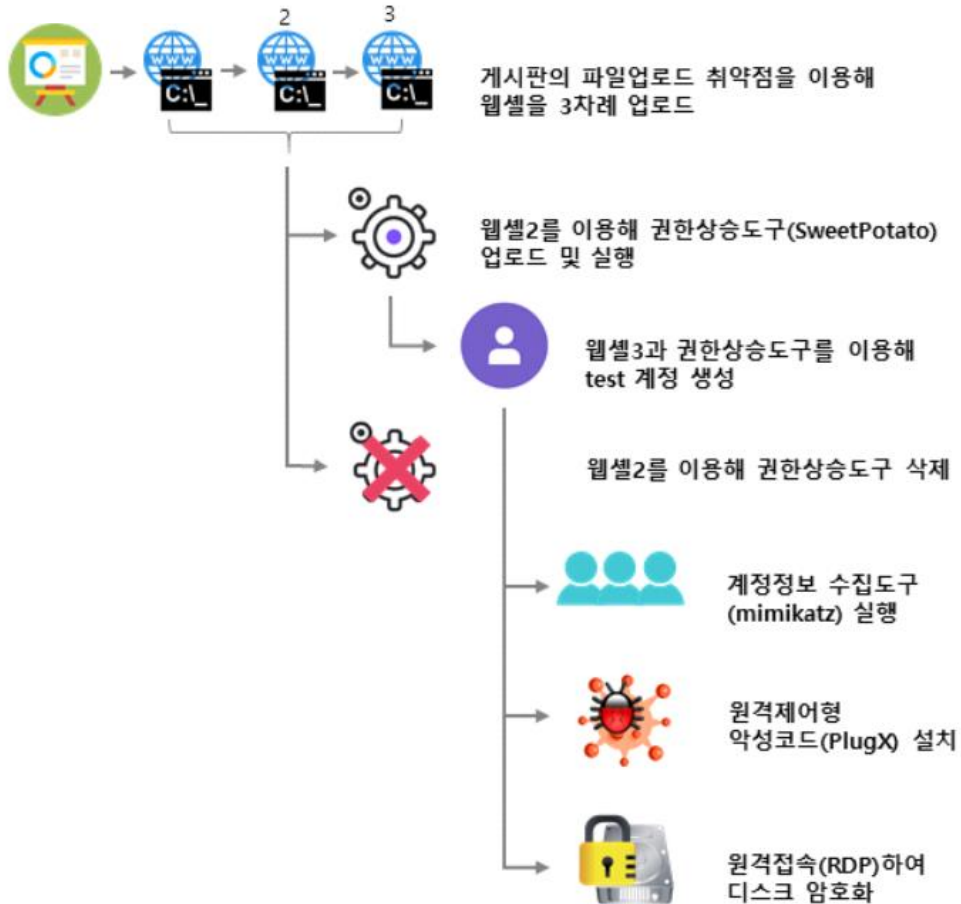 2
3
www
www
www
C:\_
C:\_
C:\_
게시판의 파일업로드 취약점을 이용해
웹셸을 3차례 업로드
웹셸2를 이용해 권한상승도구(SweetPotato)
업로드 및 실행
웹셸3과 권한상승도구를 이용해
test 계정 생성
웹셸2를 이용해 권한상승도구 삭제
계정정보 수집도구
(mimikatz) 실행
원격제어형
악성코드(PlugX) 설치
원격접속(RDP)하여
디스크 암호화